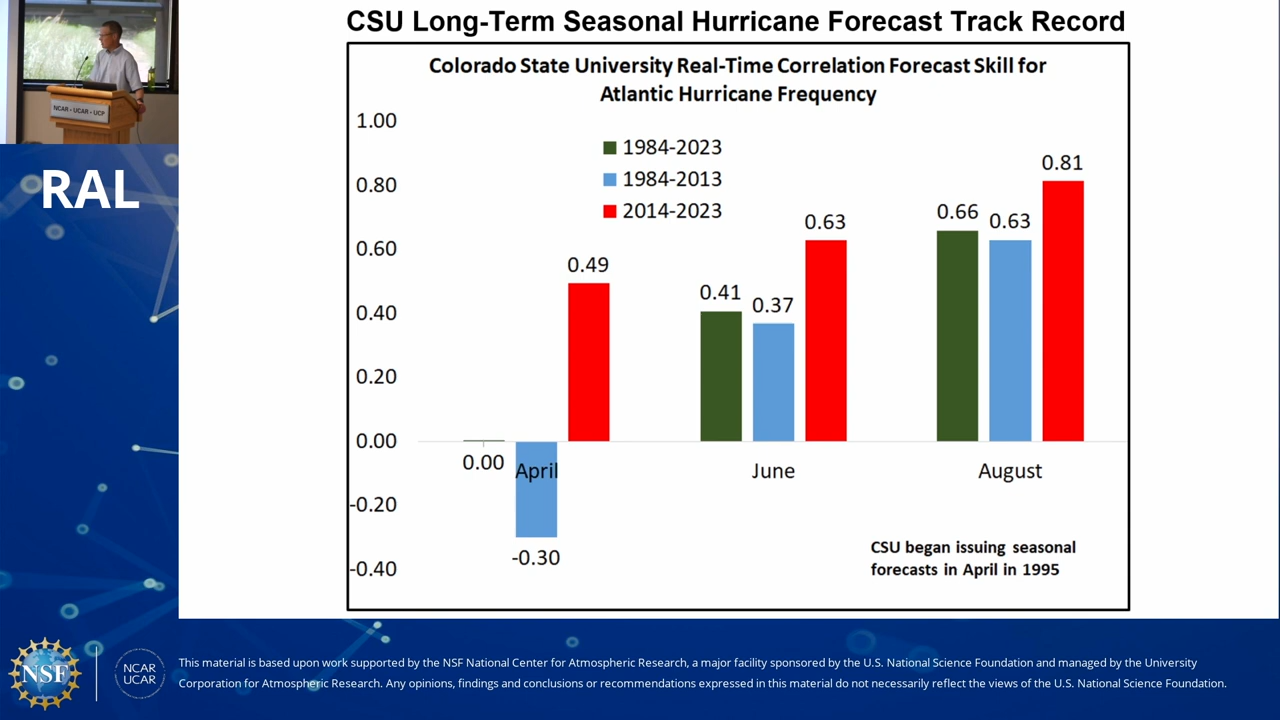 CSU Long-Term Seasonal Hurricane Forecast Track Record
Colorado State University Real-Time Correlation Forecast Skill for
Atlantic Hurricane Frequency
NCAR - UCAR - UCP
RAL
1.00
0.80
0.60
0.40
0.20
0.00
-0.20
-0.40
1984-2023
1984-2013
2014-2023
0.00
-0.30
0.49
0.41
0.37
0.63
0.66
0.63
0.81
April
June
August
CSU began issuing seasonal
forecasts in April in 1995
NSF
NCAR
UCAR
This material is based upon work supported by the NSF National Center for Atmospheric Research, a major facility sponsored by the U.S. National Science Foundation and managed by the University
Corporation for Atmospheric Research. Any opinions, findings and conclusions or recommendations expressed in this material do not necessarily reflect the views of the U.S. National Science Foundation.